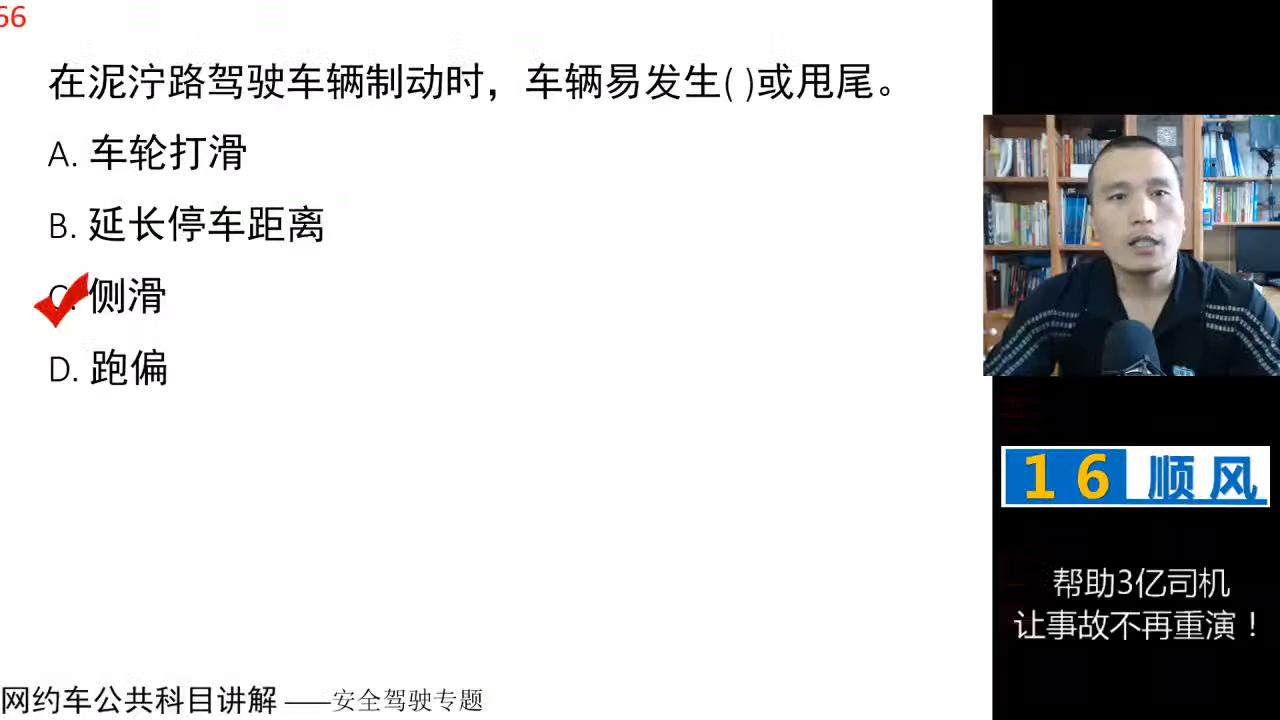 66
在泥泞路驾驶车辆制动时，车辆易发生( )或甩尾。
A. 车轮打滑
B. 延长停车距离
C. 侧滑
D. 跑偏
16 顺风
帮助3亿司机
让事故不再重演！
网约车公共科目讲解 ——安全驾驶专题